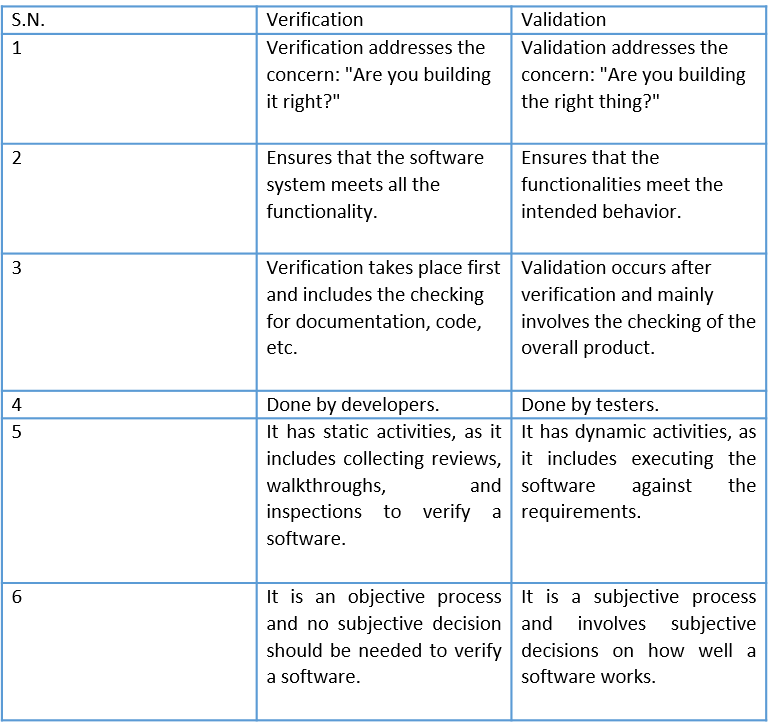 S.N. Verification Validation
1 Verification addresses the Validation addresses the
concern: "Are you building concern: "Are you building
it right?" the right thing?"
2 Ensures that the software Ensures that the
system meets all the functionalities meet the
functionality. intended behavior.
3 Verification takes place first Validation occurs after
and includes the checking verification and mainly
for documentation, code, involves the checking of the
etc. overall product.
4 Done by developers. Done by testers.
5 It has static activities, as it It has dynamic activities, as
includes collecting reviews, it includes executing the
walkthroughs, and software against the
inspections to verify a requirements.
software.
6 It is an objective process It is a subjective process
and no subjective decision and involves subjective
should be needed to verify decisions on how well a
a software. software works.